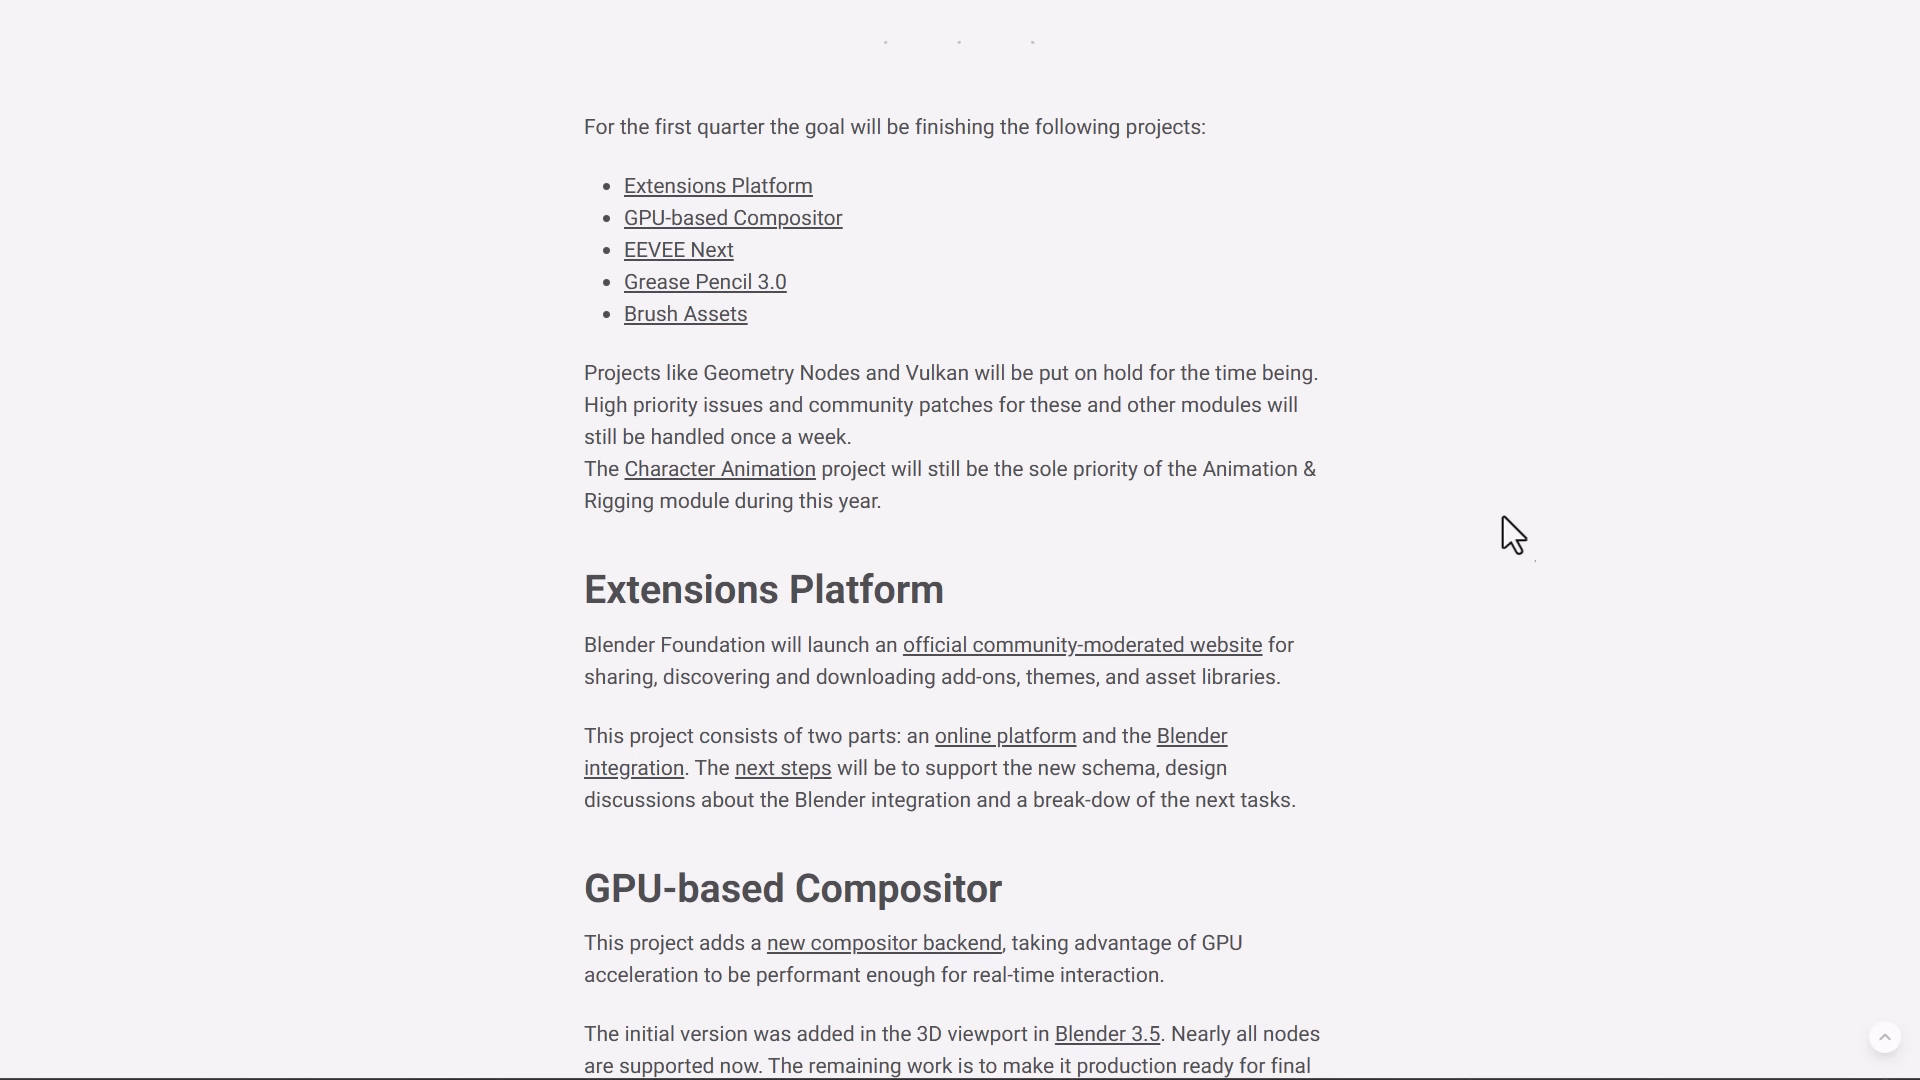 For the first quarter the goal will be finishing the following projects:
• Extensions Platform
• GPU-based Compositor
• EEVEE Next
• Grease Pencil 3.0
• Brush Assets
Projects like Geometry Nodes and Vulkan will be put on hold for the time being.
High priority issues and community patches for these and other modules will
still be handled once a week.
The Character Animation project will still be the sole priority of the Animation &
Rigging module during this year.
Extensions Platform
Blender Foundation will launch an official community-moderated website for
sharing, discovering and downloading add-ons, themes, and asset libraries.
This project consists of two parts: an online platform and the Blender
integration. The next steps will be to support the new schema, design
discussions about the Blender integration and a break-dow of the next tasks.
GPU-based Compositor
This project adds a new compositor backend, taking advantage of GPU
acceleration to be performant enough for real-time interaction.
The initial version was added in the 3D viewport in Blender 3.5. Nearly all nodes
are supported now. The remaining work is to make it production ready for final